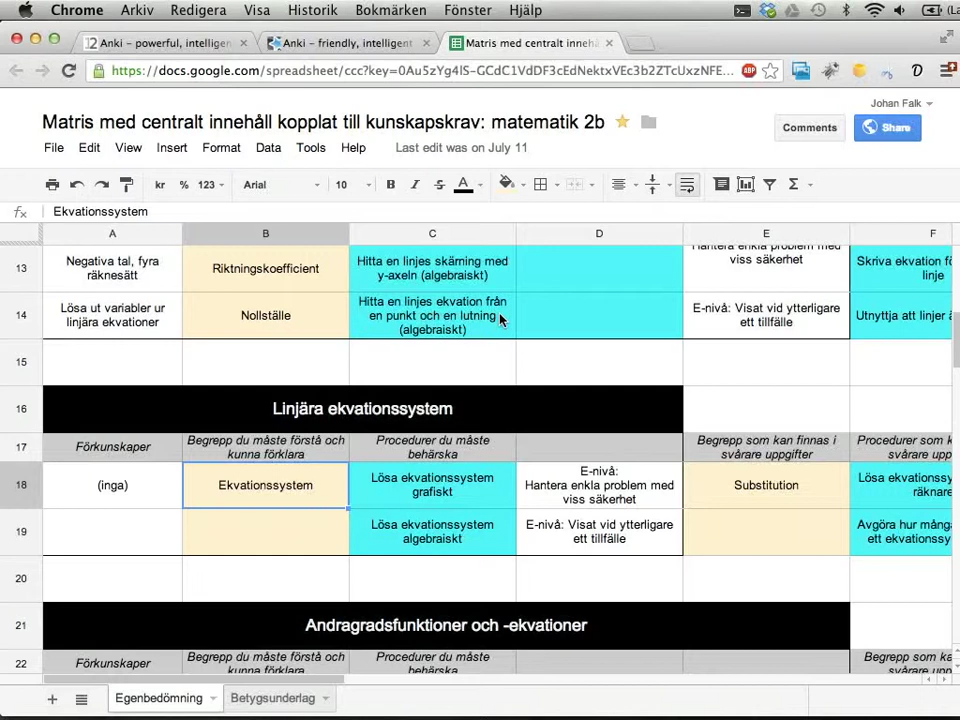 Chrome Arkiv Redigera Visa Historik Bokmärken Fönster Hjälp
Anki – powerful, intelligen
Anki – friendly, intelligent
Matris med centralt innehå
https://docs.google.com/spreadsheet/ccc?key=0Au5zYg4lS-GCdC1VdDF3cEdNektxVEc3b2ZTcUxzNFE...
ABP
Johan Falk
Matris med centralt innehåll kopplat till kunskapskrav: matematik 2b
Comments
Share
File Edit View Insert Format Data Tools Help Last edit was on July 11
kr % 123 Arial 10 B I S A Σ
fx Ekvationssystem
A B C D E F
13
Negativa tal, fyra
räknesätt
Riktningskoefficient
Hitta en linjes skärning med
y-axeln (algebraiskt)
Hantera enkla problem med
viss säkerhet
Skriva ekvation fö
linje
14
Lösa ut variabler ur
linjära ekvationer
Nollställe
Hitta en linjes ekvation från
en punkt och en lutning
(algebraiskt)
E-nivå: Visat vid ytterligare
ett tillfälle
Utnyttja att linjer ä
15
16
Linjära ekvationssystem
17
Förkunskaper
Begrepp du måste förstå och
kunna förklara
Procedurer du måste
behärska
Begrepp som kan finnas i
svårare uppgifter
Procedurer som k
svårare upp
18
(inga)
Ekvationssystem
Lösa ekvationssystem
grafiskt
E-nivå:
Hantera enkla problem med
viss säkerhet
Substitution
Lösa ekvationssy
räknare
19
Lösa ekvationssystem
algebraiskt
E-nivå: Visat vid ytterligare
ett tillfälle
Avgöra hur mång
ett ekvationssy
20
21
Andragradsfunktioner och -ekvationer
22
Förkunskaper
Begrepp du måste förstå och
kunna förklara
Procedurer du måste
behärska
Begrepp som ka
svårare u
Egenbedömning
Betygsunderlag